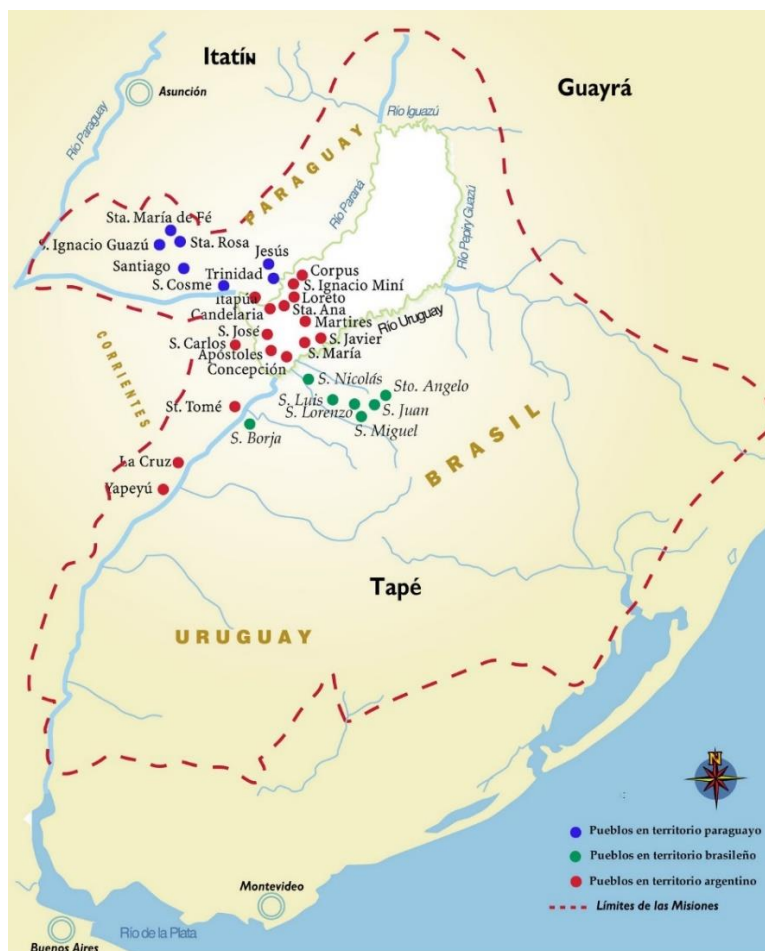 Itatín
Guayrá
Asunción
Río Paraguay
Río Iguazú
PARAGUAY
Río Paraná
Río Pepiry Guazú
Sta. María de Fé
S. Ignacio Guazú
Sta. Rosa
Jesús
Santiago
Trinidad
Corpus
S. Cosme
S. Ignacio Miní
Itapúa
Loreto
Candelaria
Sta. Ana
Martires
Río Uruguay
S. José
S. Javier
S. Carlos
S. María
Apóstoles
Concepción
CORRIENTES
S. Nicolás
Sto. Angelo
S. Luis
St. Tomé
S. Lorenzo
S. Juan
S. Borja
S. Miguel
BRASIL
La Cruz
Yapeyú
Tapé
URUGUAY
N
Pueblos en territorio paraguayo
Pueblos en territorio brasileño
Pueblos en territorio argentino
Límites de las Misiones
Montevideo
Río de la Plata
Buenos Aires